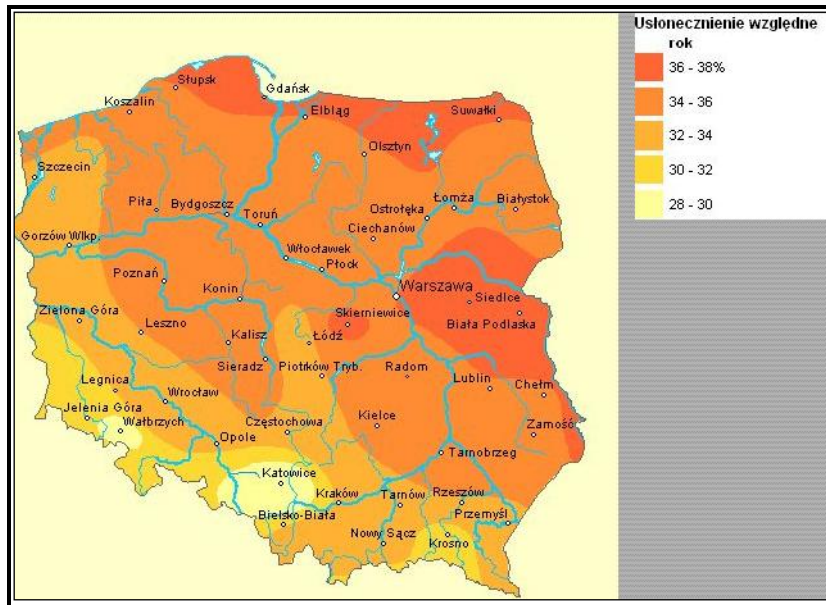 Usłonecznienie względne
rok
36 - 38%
34 - 36
32 - 34
30 - 32
28 - 30
Słupsk
Gdańsk
Koszalin
Elbląg
Suwałki
Olsztyn
Szczecin
Piła
Bydgoszcz
Toruń
Ostrołęka
Łomża
Białystok
Ciechanów
Gorzów Wlkp.
Włocławek
Płock
Poznań
Konin
Warszawa
Siedlce
Skierniewice
Biała Podlaska
Zielona Góra
Leszno
Kalisz
Łódź
Sieradz
Piotrków Tryb.
Radom
Lublin
Chełm
Legnica
Wrocław
Jelenia Góra
Wałbrzych
Częstochowa
Kielce
Zamość
Opole
Tarnobrzeg
Katowice
Kraków
Tarnów
Rzeszów
Bielsko-Biała
Przemyśl
Nowy Sącz
Krosno